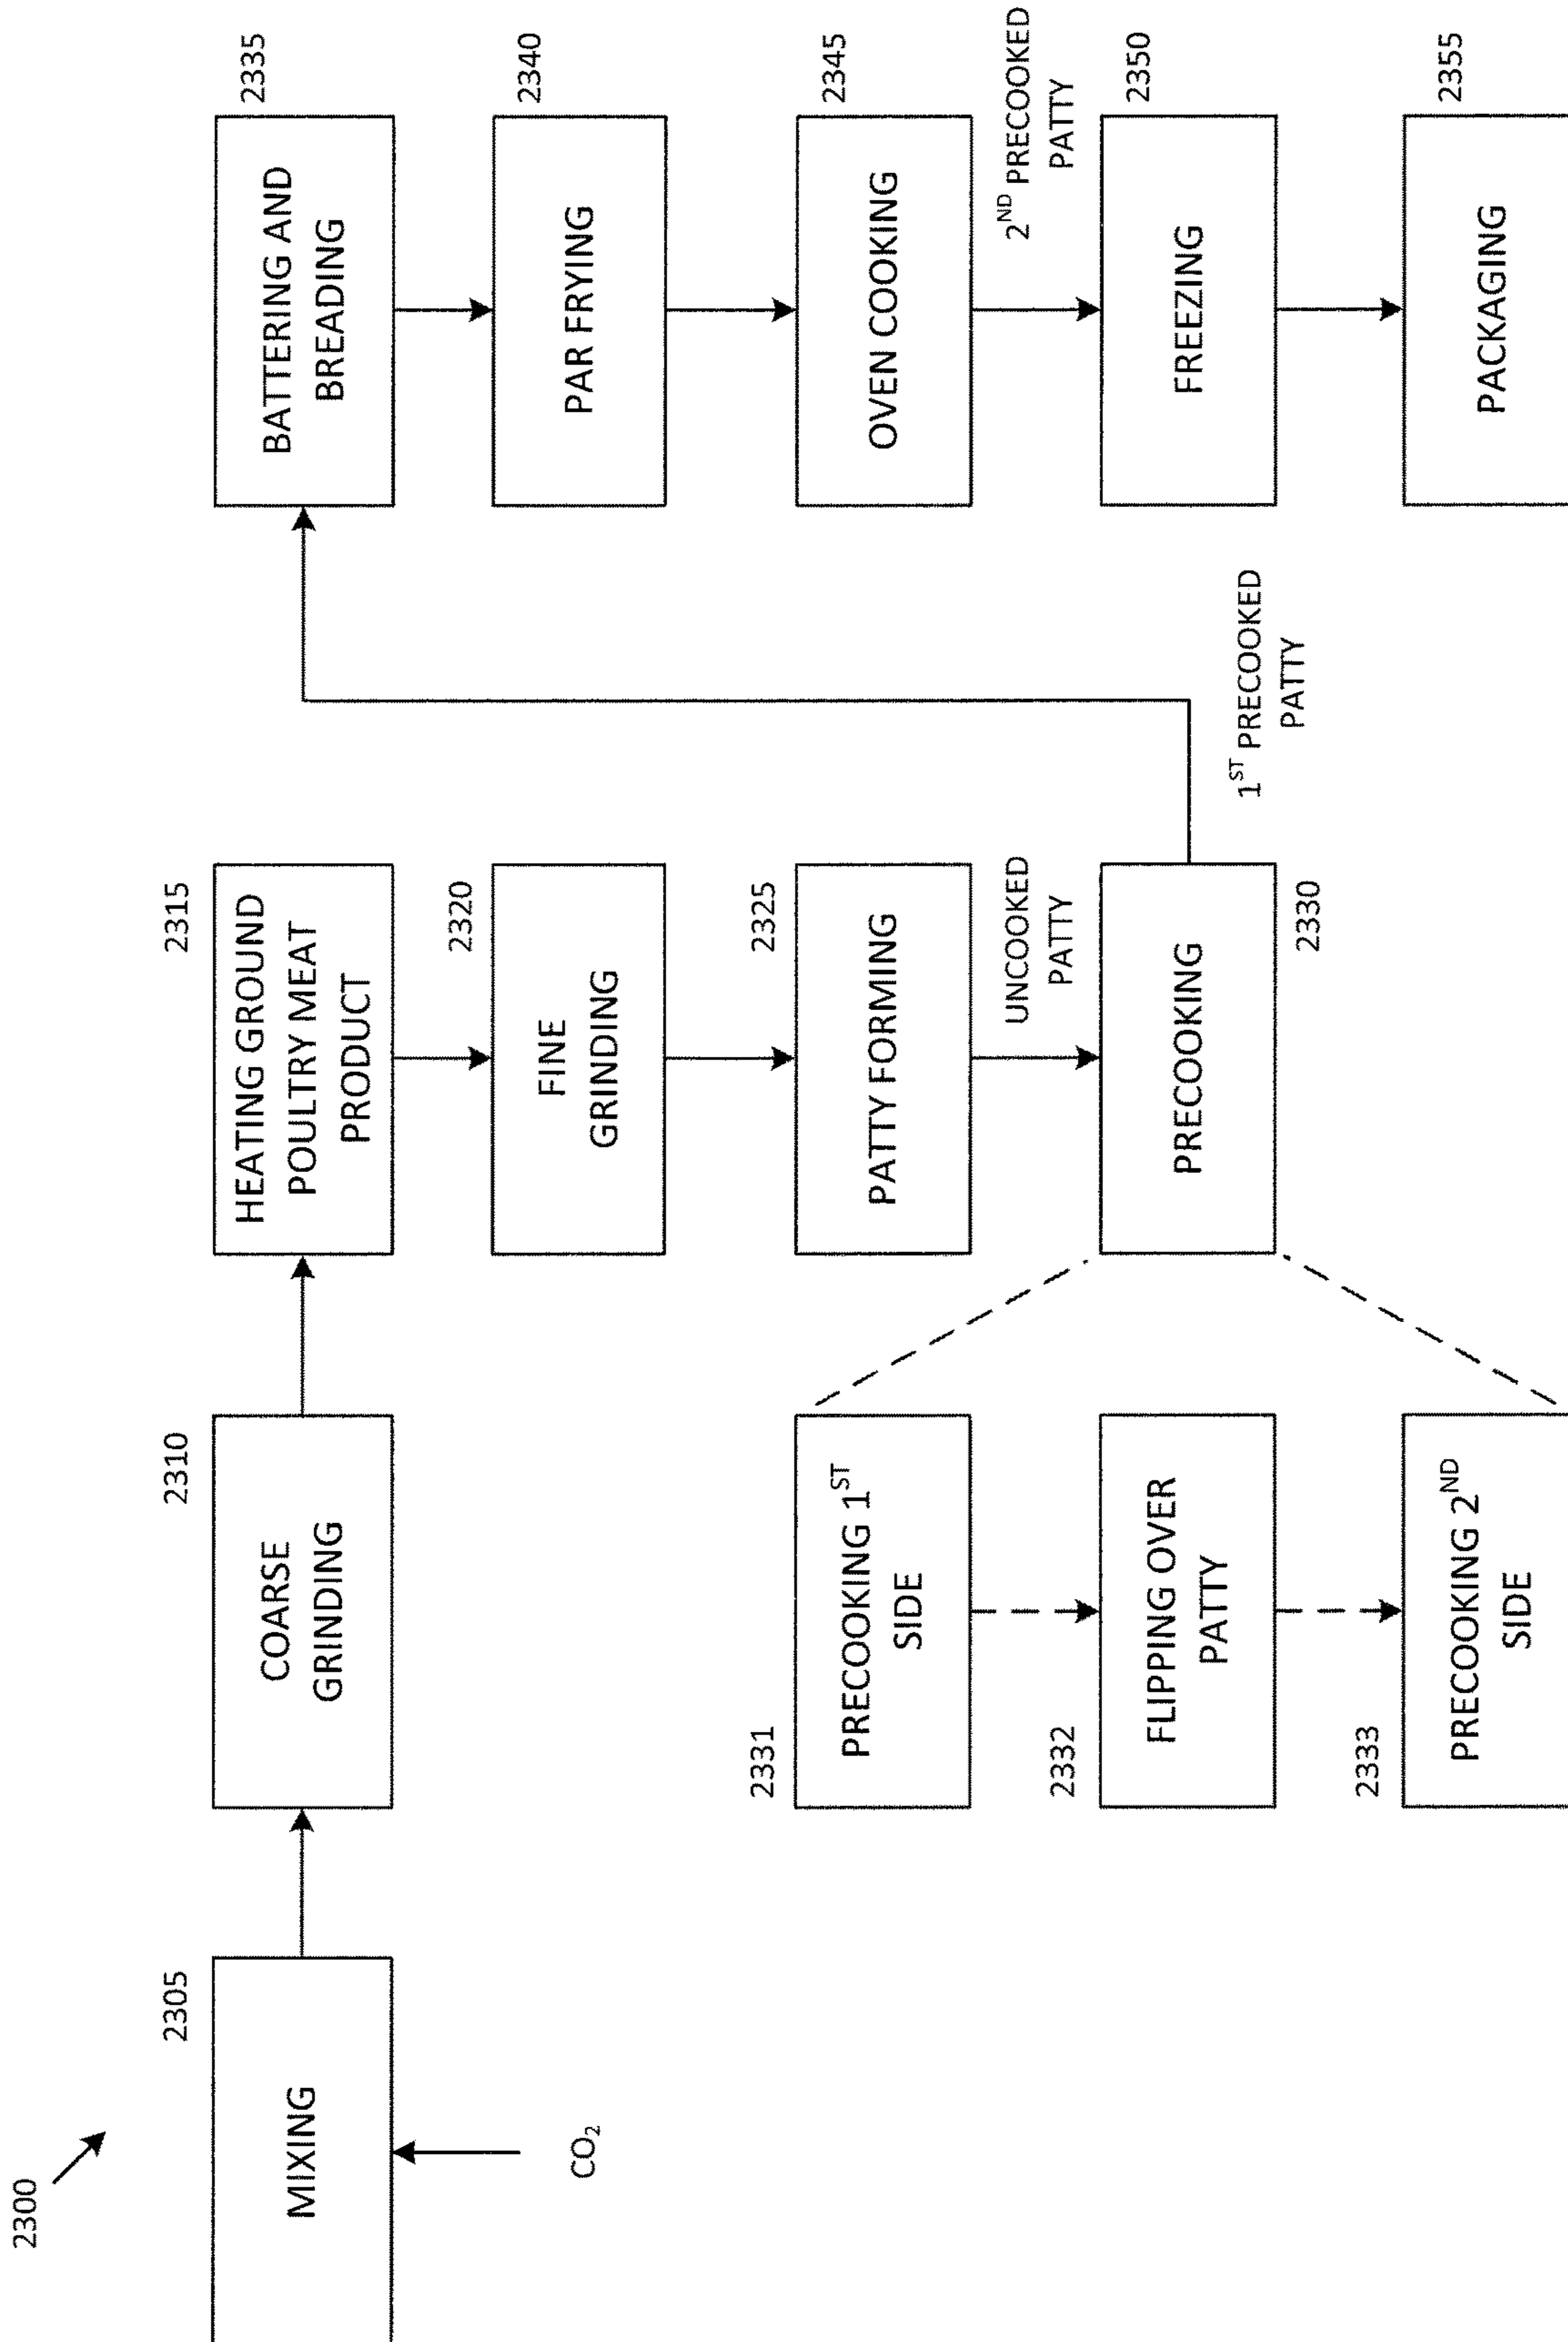 2300
2305
MIXING
CO₂
2310
COARSE
GRINDING
2315
HEATING GROUND
POULTRY MEAT
PRODUCT
2320
FINE
GRINDING
2325
PATTY FORMING
UNCOOKED
PATTY
PRECOOKING
2330
2331
PRECOOKING 1ST
SIDE
2332
FLIPPING OVER
PATTY
2333
PRECOOKING 2ND
SIDE
1ST PRECOOKED
PATTY
2335
BATTERING AND
BREADING
2340
PAR FRYING
2345
OVEN COOKING
2ND PRECOOKED
PATTY
2350
FREEZING
2355
PACKAGING